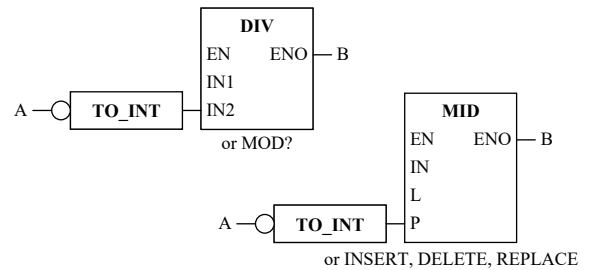 DIV
EN ENO B
IN1
A TO_INT IN2
or MOD?
MID
EN ENO B
IN
L
A TO_INT P
or INSERT, DELETE, REPLACE